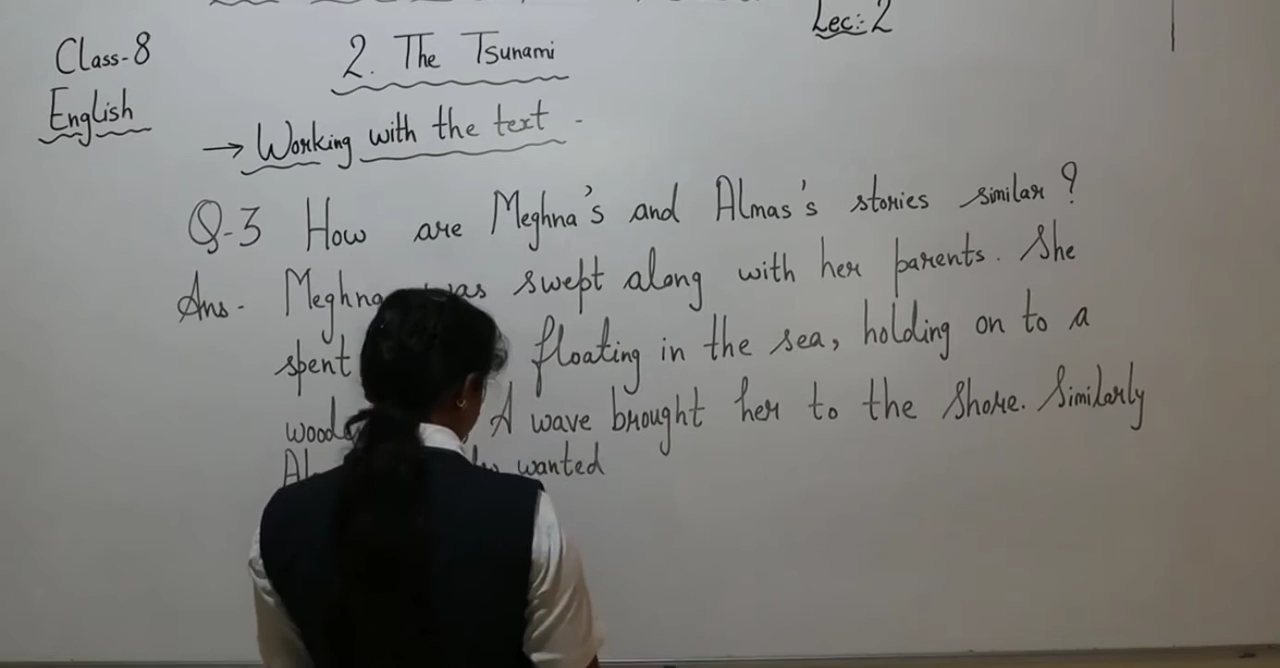 Lec:- 2
Class-8
English
2. The Tsunami
→ Working with the text -
Q-3 How are Meghna's and Almas's stories similar?
Ans- Meghna was swept along with her parents. She
spent floating in the sea, holding on to a
A wave brought her to the shore. Similarly
wanted